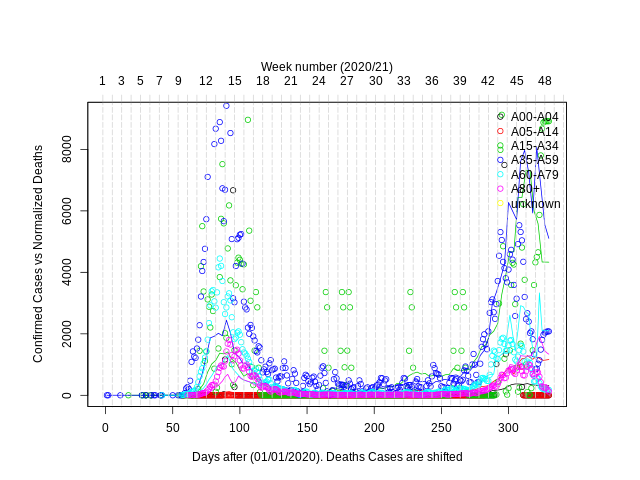 Week number (2020/21)
1 3 5 7 9 12 15 18 21 24 27 30 33 36 39 42 45 48
Confirmed Cases vs Normalized Deaths
8000
6000
4000
2000
0
A00-A04
A05-A14
A15-A34
A35-A59
A60-A79
A80+
unknown
0 50 100 150 200 250 300
Days after (01/01/2020). Deaths Cases are shifted